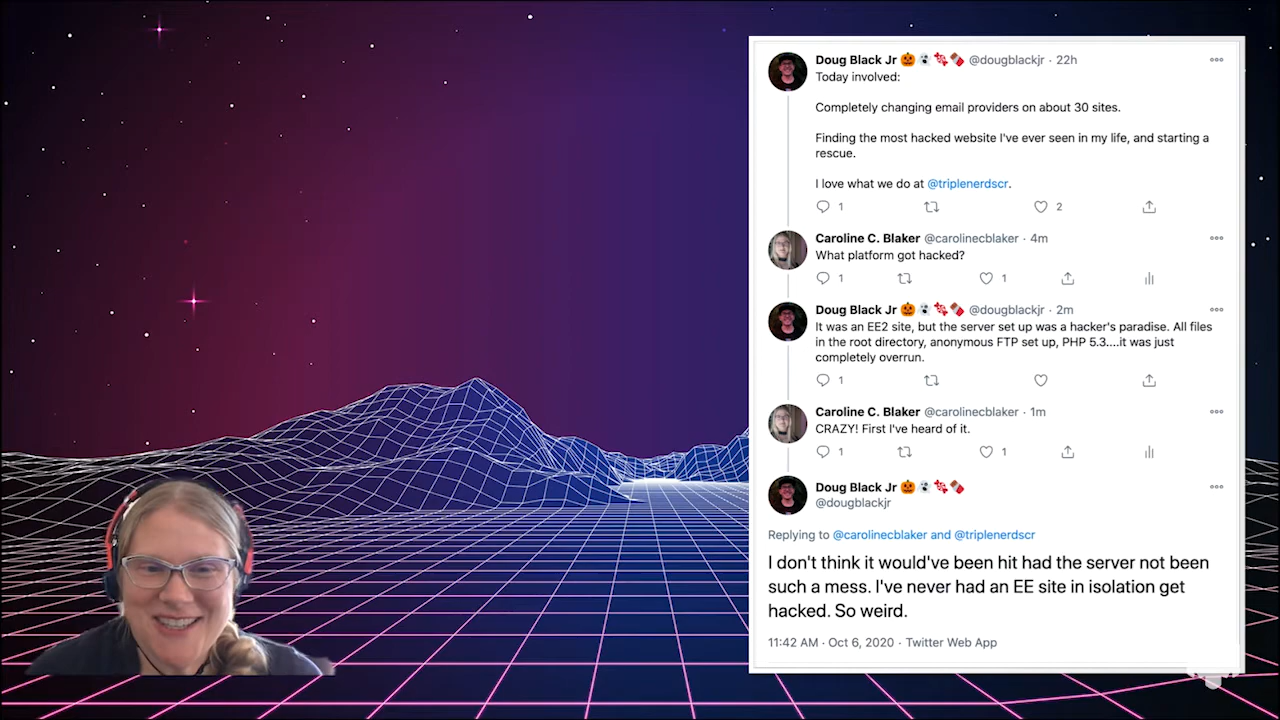 Doug Black Jr 🎃 👻 🍬 🍫 @dougblackjr · 22h
Today involved:
Completely changing email providers on about 30 sites.
Finding the most hacked website I've ever seen in my life, and starting a
rescue.
I love what we do at @triplenerdscr.
1 2
Caroline C. Blaker @carolinecblaker · 4m
What platform got hacked?
1 1
Doug Black Jr 🎃 👻 🍬 🍫 @dougblackjr · 2m
It was an EE2 site, but the server set up was a hacker's paradise. All files
in the root directory, anonymous FTP set up, PHP 5.3....it was just
completely overrun.
1
Caroline C. Blaker @carolinecblaker · 1m
CRAZY! First I've heard of it.
1 1
Doug Black Jr 🎃 👻 🍬 🍫
@dougblackjr
Replying to @carolinecblaker and @triplenerdscr
I don't think it would've been hit had the server not been
such a mess. I've never had an EE site in isolation get
hacked. So weird.
11:42 AM · Oct 6, 2020 · Twitter Web App